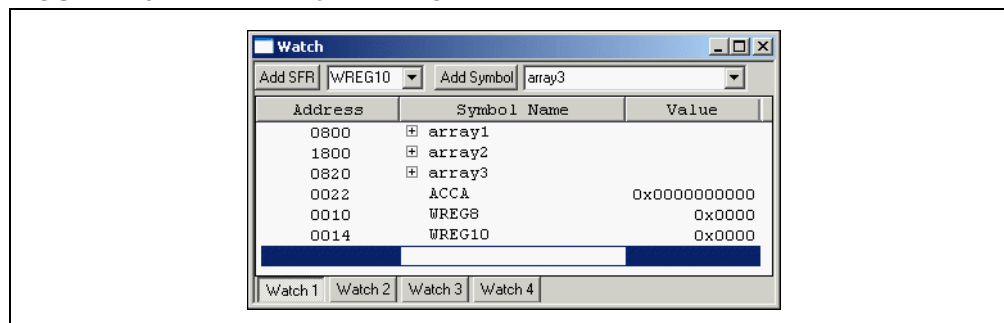 Watch
Add SFR WREG10 Add Symbol array3
Address Symbol Name Value
0800 array1
1800 array2
0820 array3
0022 ACCA 0x0000000000
0010 WREG8 0x0000
0014 WREG10 0x0000
Watch 1 Watch 2 Watch 3 Watch 4